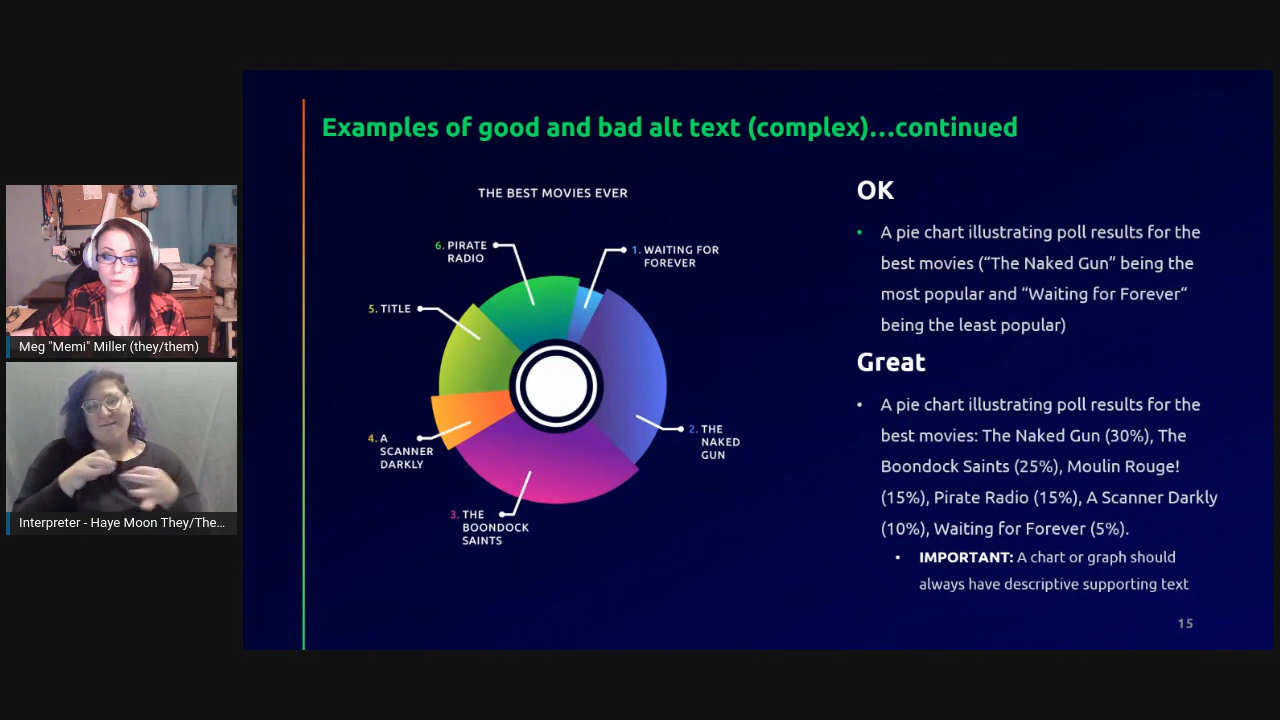 Examples of good and bad alt text (complex)...continued
THE BEST MOVIES EVER
6. PIRATE
RADIO
1. WAITING FOR
FOREVER
5. TITLE
4. A
SCANNER
DARKLY
2. THE
NAKED
GUN
3. THE
BOONDOCK
SAINTS
OK
• A pie chart illustrating poll results for the
best movies (“The Naked Gun” being the
most popular and “Waiting for Forever“
being the least popular)
Great
• A pie chart illustrating poll results for the
best movies: The Naked Gun (30%), The
Boondock Saints (25%), Moulin Rouge!
(15%), Pirate Radio (15%), A Scanner Darkly
(10%), Waiting for Forever (5%).
• IMPORTANT: A chart or graph should
always have descriptive supporting text
15
Meg "Memi" Miller (they/them)
Interpreter - Haye Moon They/The...